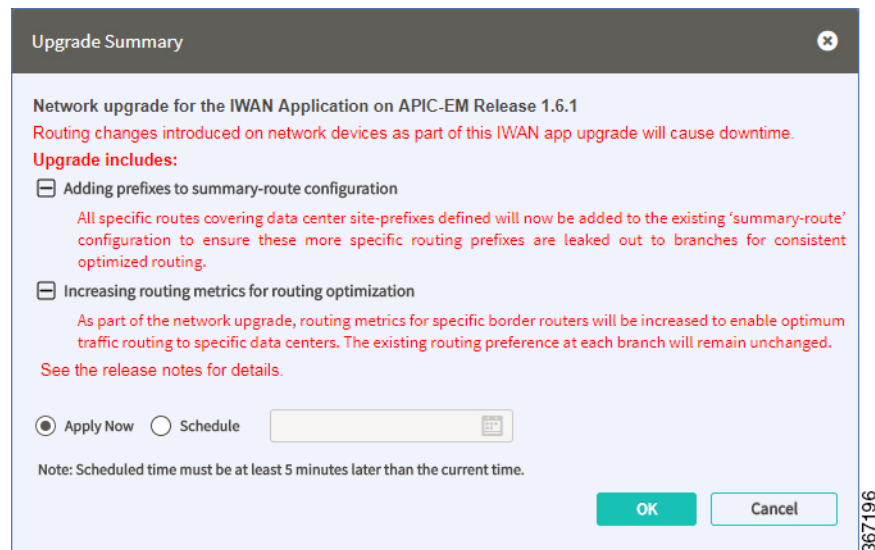 Upgrade Summary
Network upgrade for the IWAN Application on APIC-EM Release 1.6.1
Routing changes introduced on network devices as part of this IWAN app upgrade will cause downtime.
Upgrade includes:
Adding prefixes to summary-route configuration
All specific routes covering data center site-prefixes defined will now be added to the existing ‘summary-route’
configuration to ensure these more specific routing prefixes are leaked out to branches for consistent
optimized routing.
Increasing routing metrics for routing optimization
As part of the network upgrade, routing metrics for specific border routers will be increased to enable optimum
traffic routing to specific data centers. The existing routing preference at each branch will remain unchanged.
See the release notes for details.
Apply Now Schedule
Note: Scheduled time must be at least 5 minutes later than the current time.
OK Cancel
367196